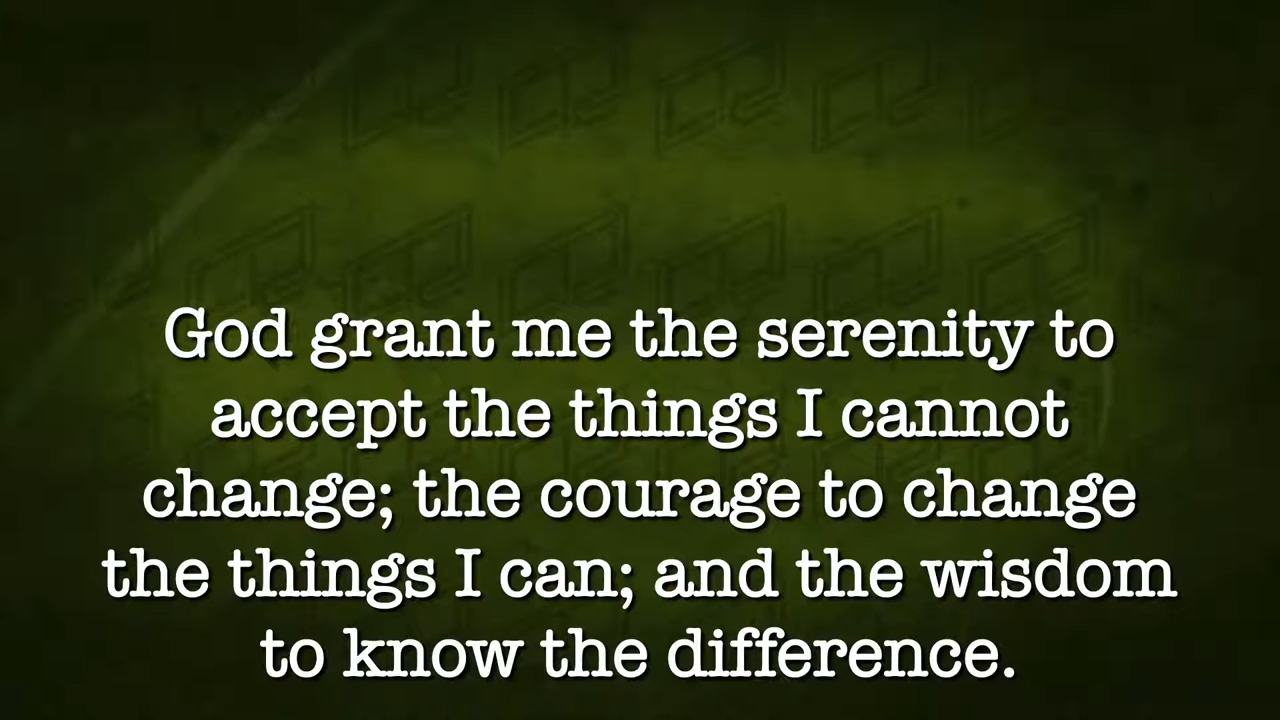 God grant me the serenity to
accept the things I cannot
change; the courage to change
the things I can; and the wisdom
to know the difference.